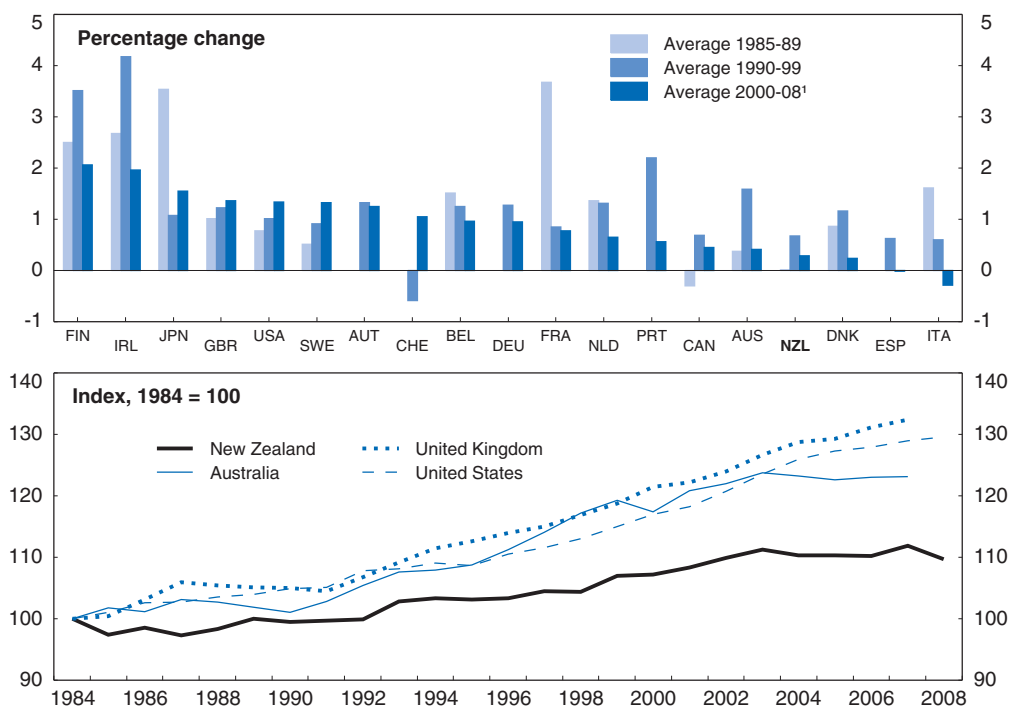 5 5
Percentage change
Average 1985-89
4 Average 1990-99 4
Average 2000-08¹
3 3
2 2
1 1
0 0
-1 -1
FIN IRL JPN GBR USA SWE AUT CHE BEL DEU FRA NLD PRT CAN AUS NZL DNK ESP ITA
140 140
Index, 1984 = 100
130 130
New Zealand United Kingdom
Australia United States
120 120
110 110
100 100
90 90
1984 1986 1988 1990 1992 1994 1996 1998 2000 2002 2004 2006 2008